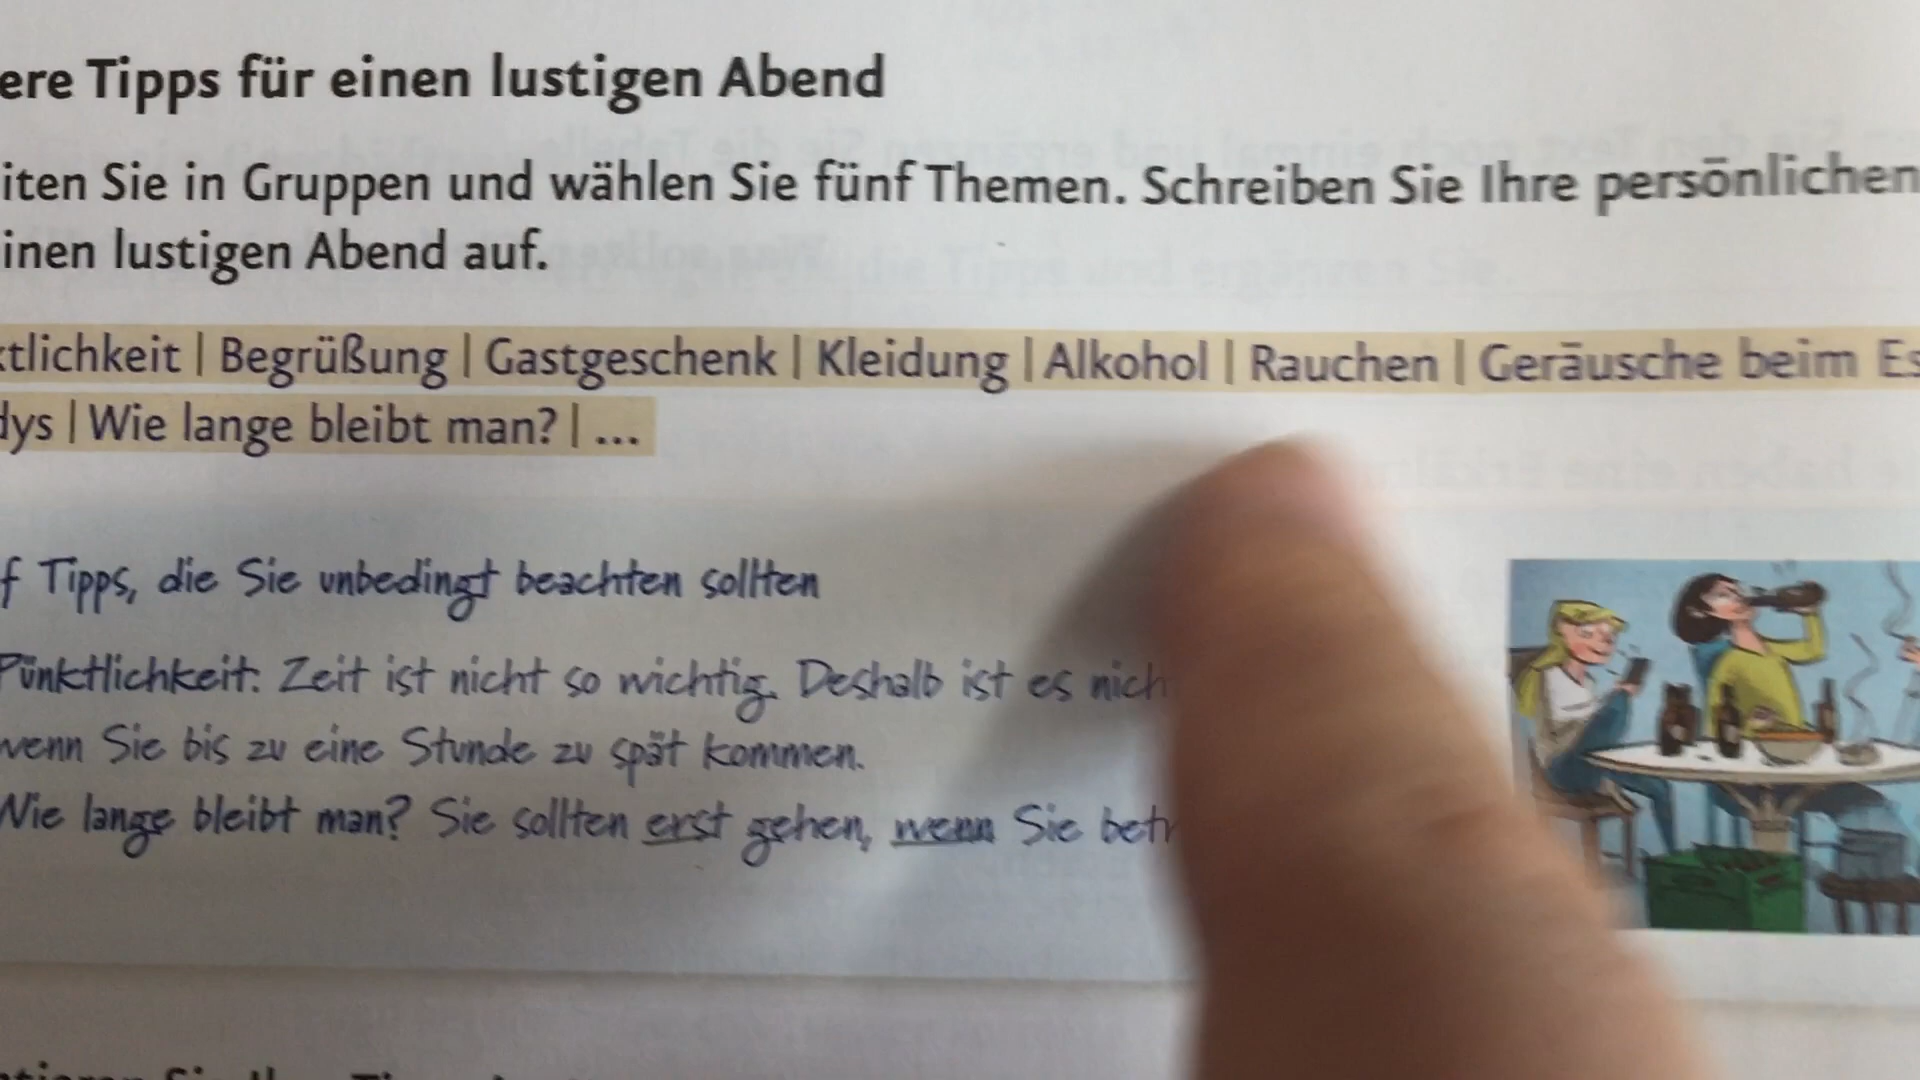 ere Tipps für einen lustigen Abend
iten Sie in Gruppen und wählen Sie fünf Themen. Schreiben Sie Ihre persönlichen
inen lustigen Abend auf.
ktlichkeit | Begrüßung | Gastgeschenk | Kleidung | Alkohol | Rauchen | Geräusche beim Es
dys | Wie lange bleibt man? | ...
f Tipps, die Sie unbedingt beachten sollten
Pünktlichkeit: Zeit ist nicht so wichtig. Deshalb ist es nich
wenn Sie bis zu eine Stunde zu spät kommen.
Wie lange bleibt man? Sie sollten erst gehen, wenn Sie betr